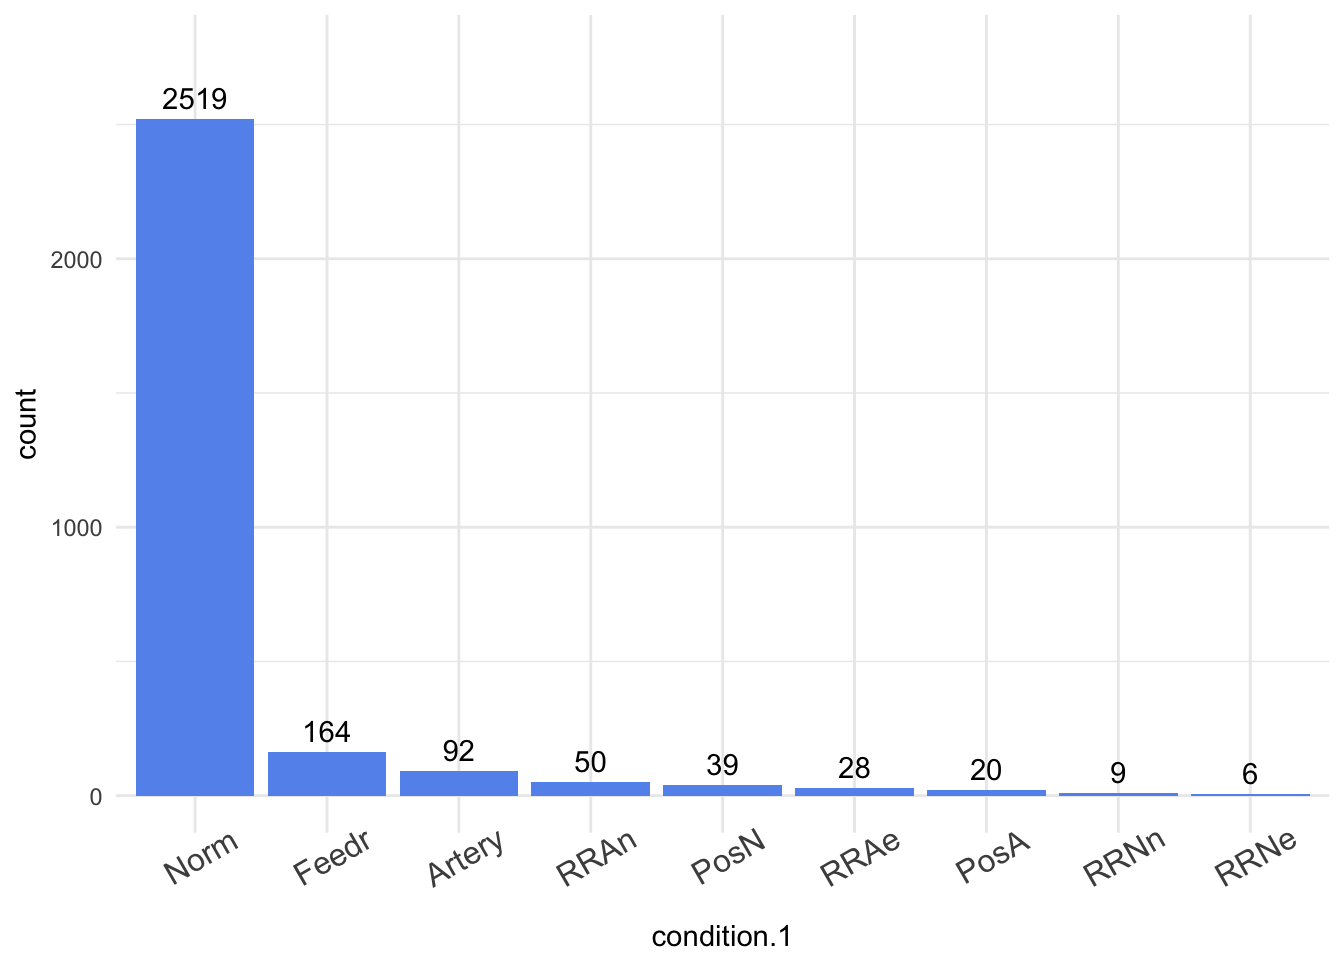 2519
2000
count
1000
164
92
50
39
28
20
9
6
0
Norm
Feedr
Artery
RRAn
PosN
RRAe
PosA
RRNn
RRNe
condition.1